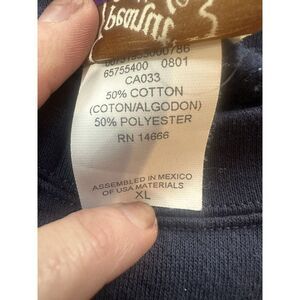 65755400 0801
CA033
50% COTTON
(COTON/ALGODON)
50% POLYESTER
RN 14666
ASSEMBLED IN MEXICO
OF USA MATERIALS
XL